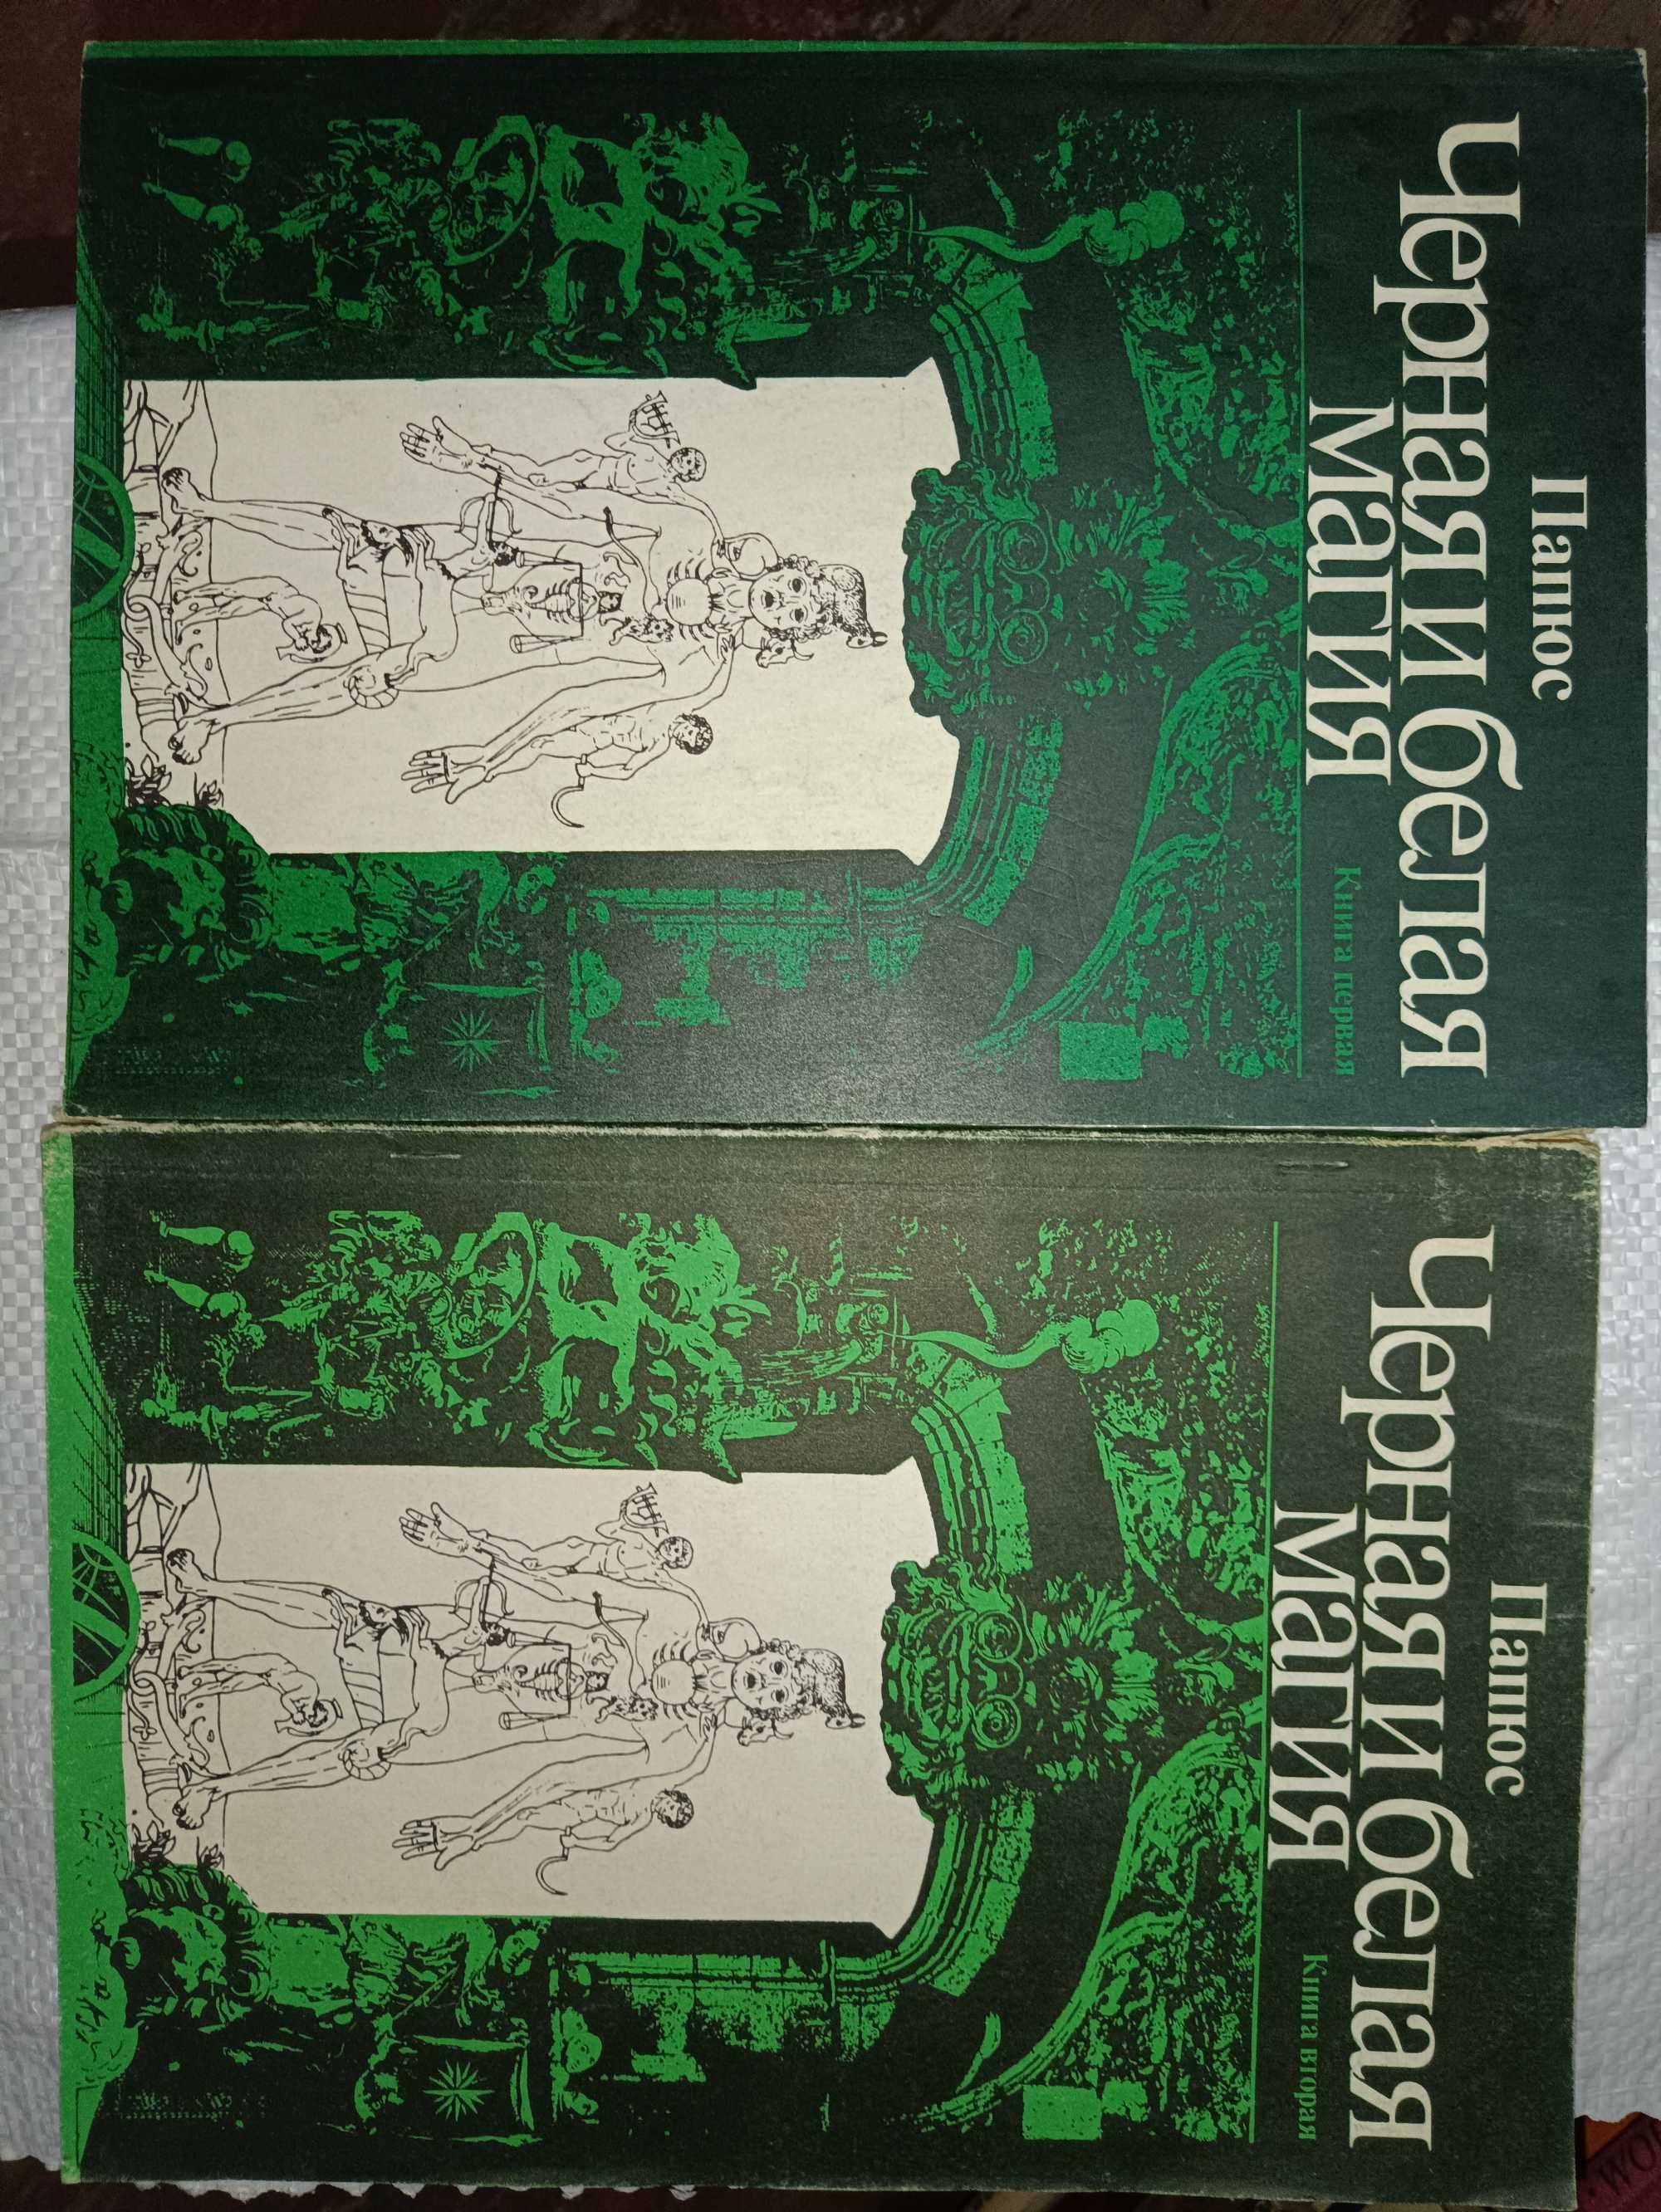 Папюс
Черная и белая
магия
Книга первая
Папюс
Черная и белая
магия
Книга вторая